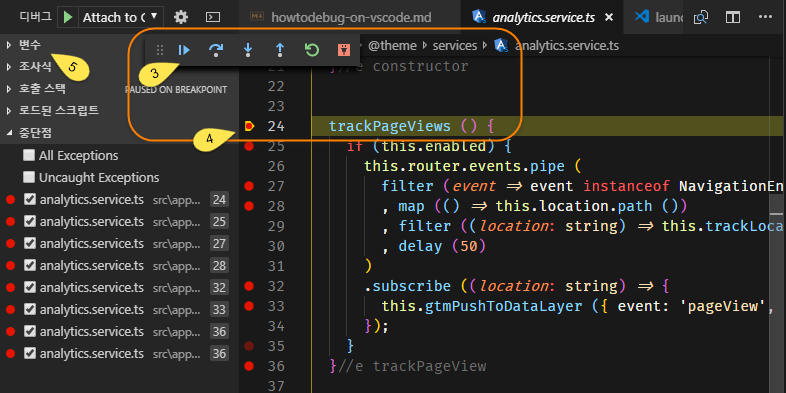 디버그 Attach to C
howtodebug-on-vscode.md
analytics.service.ts
launc
변수
@theme services analytics.service.ts
5
3
조사식
}//e constructor
호출 스택 PAUSED ON BREAKPOINT
22
로드된 스크립트
23
4
중단점
24 trackPageViews () {
25 if (this.enabled) {
All Exceptions
26 this.router.events.pipe (
Uncaught Exceptions
27 filter (event => event instanceof NavigationEn
analytics.service.ts src\app... 24
28 , map (() => this.location.path ())
analytics.service.ts src\app... 25
29 , filter ((location: string) => this.trackLoca
analytics.service.ts src\app... 27
30 , delay (50)
analytics.service.ts src\app... 28
31 )
analytics.service.ts src\app... 32
32 .subscribe ((location: string) => {
analytics.service.ts src\app... 33
33 this.gtmPushToDataLayer ({ event: 'pageView',
analytics.service.ts src\app... 36
34 });
analytics.service.ts src\app... 36
35 }
36 }//e trackPageView
37